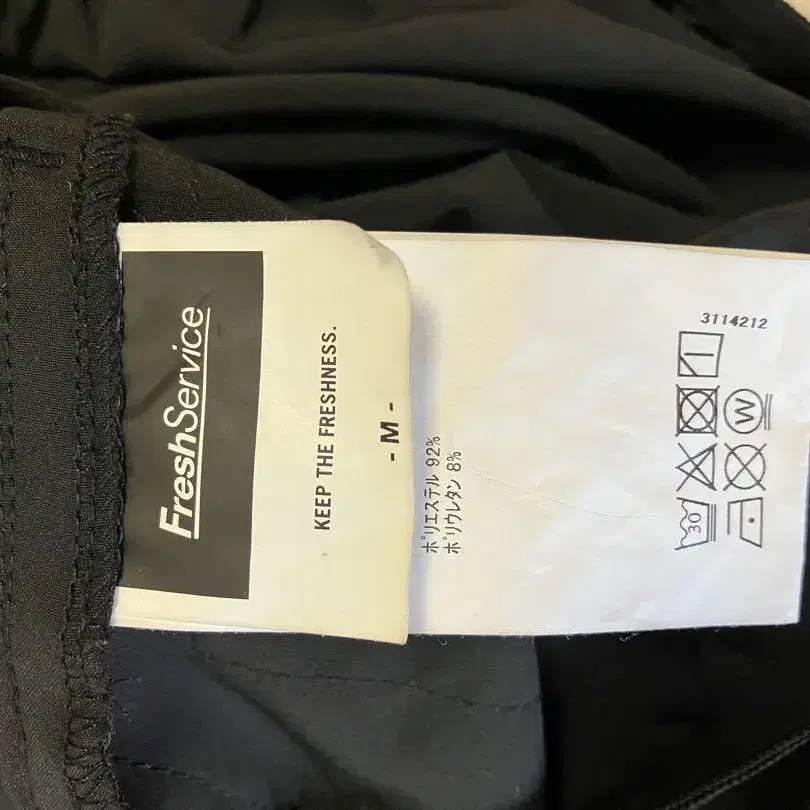 FreshService
KEEP THE FRESHNESS.
- M -
ポリエステル 92%
ポリウレタン 8%
3114212
30
W